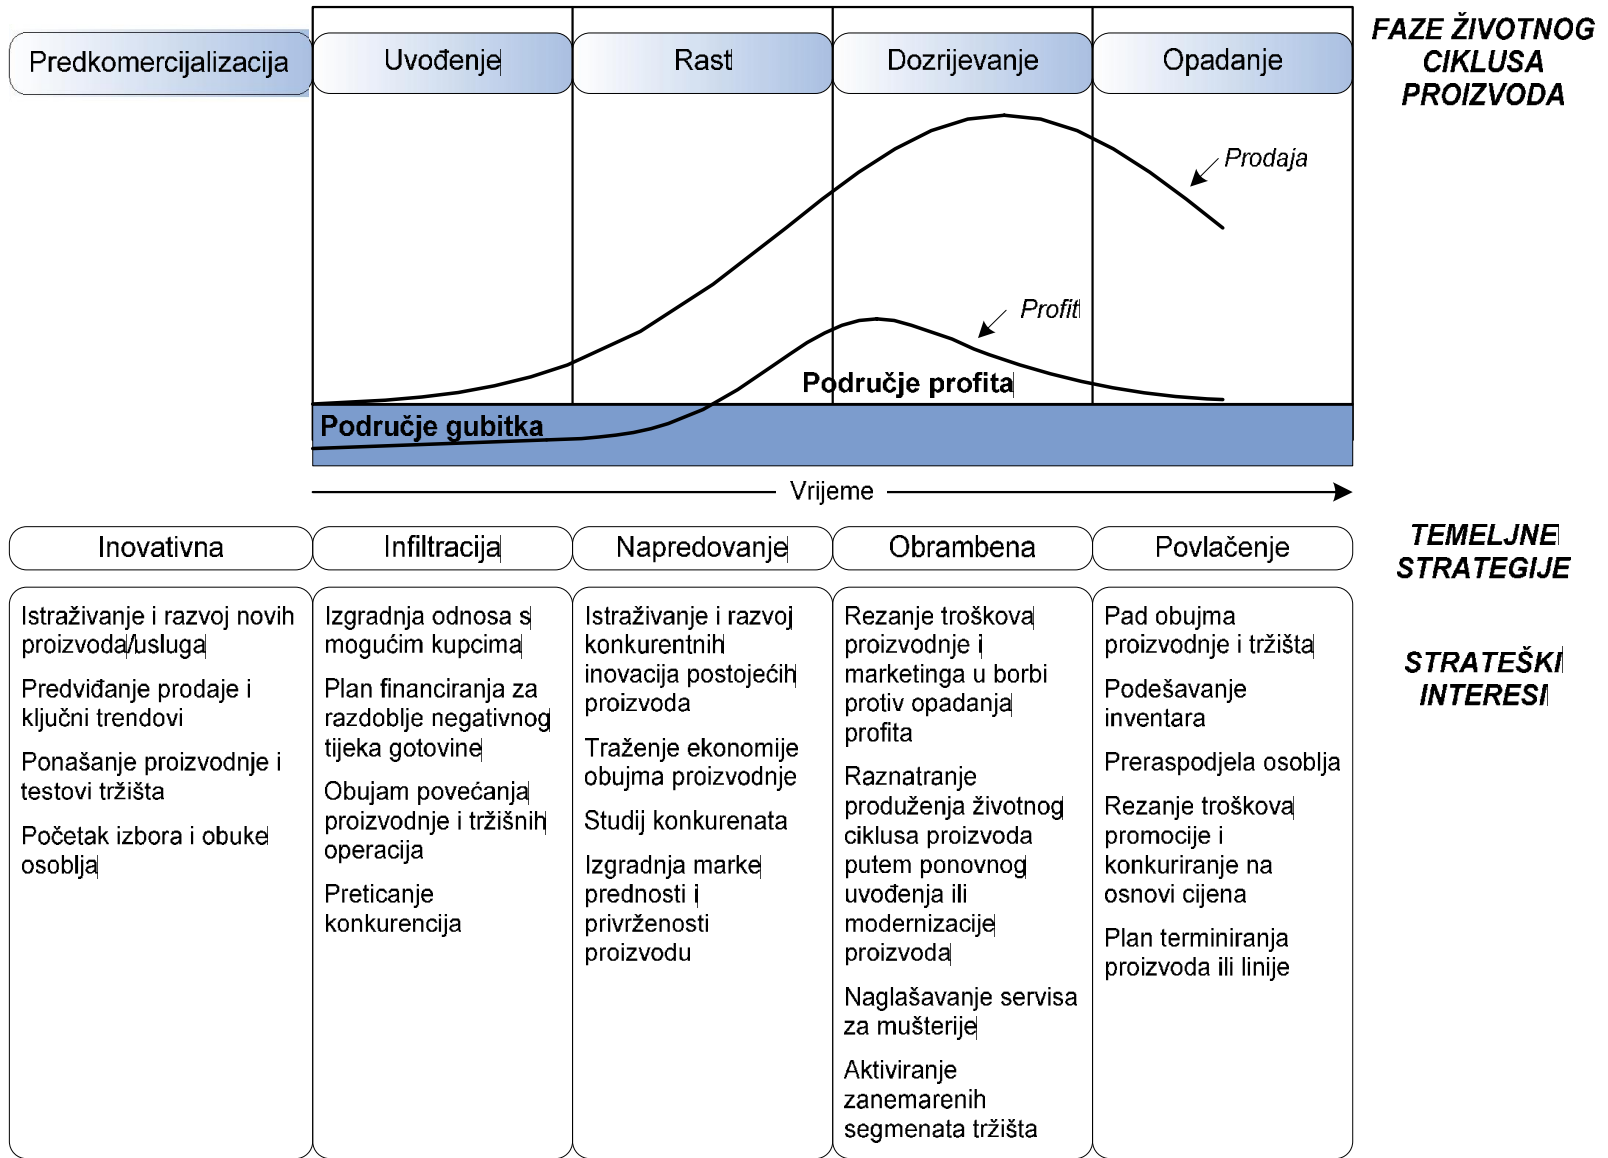 Predkomercijalizacija
Uvođenje
Rast
Dozrijevanje
Opadanje
FAZE ŽIVOTNOG
CIKLUSA
PROIZVODA
Prodaja
Profit
Područje profita
Područje gubitka
Vrijeme
Inovativna
Infiltracija
Napredovanje
Obrambena
Povlačenje
TEMELJNE
STRATEGIJE
Istraživanje i razvoj novih
proizvoda/usluga
Predviđanje prodaje i
ključni trendovi
Ponašanje proizvodnje i
testovi tržišta
Početak izbora i obuke
osoblja
Izgradnja odnosa s
mogućim kupcima
Plan financiranja za
razdoblje negativnog
tijeka gotovine
Obujam povećanja
proizvodnje i tržišnih
operacija
Preticanje
konkurencija
Istraživanje i razvoj
konkurentnih
inovacija postojećih
proizvoda
Traženje ekonomije
obujma proizvodnje
Studij konkurenata
Izgradnja marke
prednosti i
privrženosti
proizvodu
Rezanje troškova
proizvodnje i
marketinga u borbi
protiv opadanja
profita
Raznatranje
produženja životnog
ciklusa proizvoda
putem ponovnog
uvođenja ili
modernizacije
proizvoda
Naglašavanje servisa
za mušterije
Aktiviranje
zanemarenih
segmenata tržišta
Pad obujma
proizvodnje i tržišta
Podešavanje
inventara
Preraspodjela osoblja
Rezanje troškova
promocije i
konkuriranje na
osnovi cijena
Plan terminiranja
proizvoda ili linije
STRATEŠKI
INTERESI